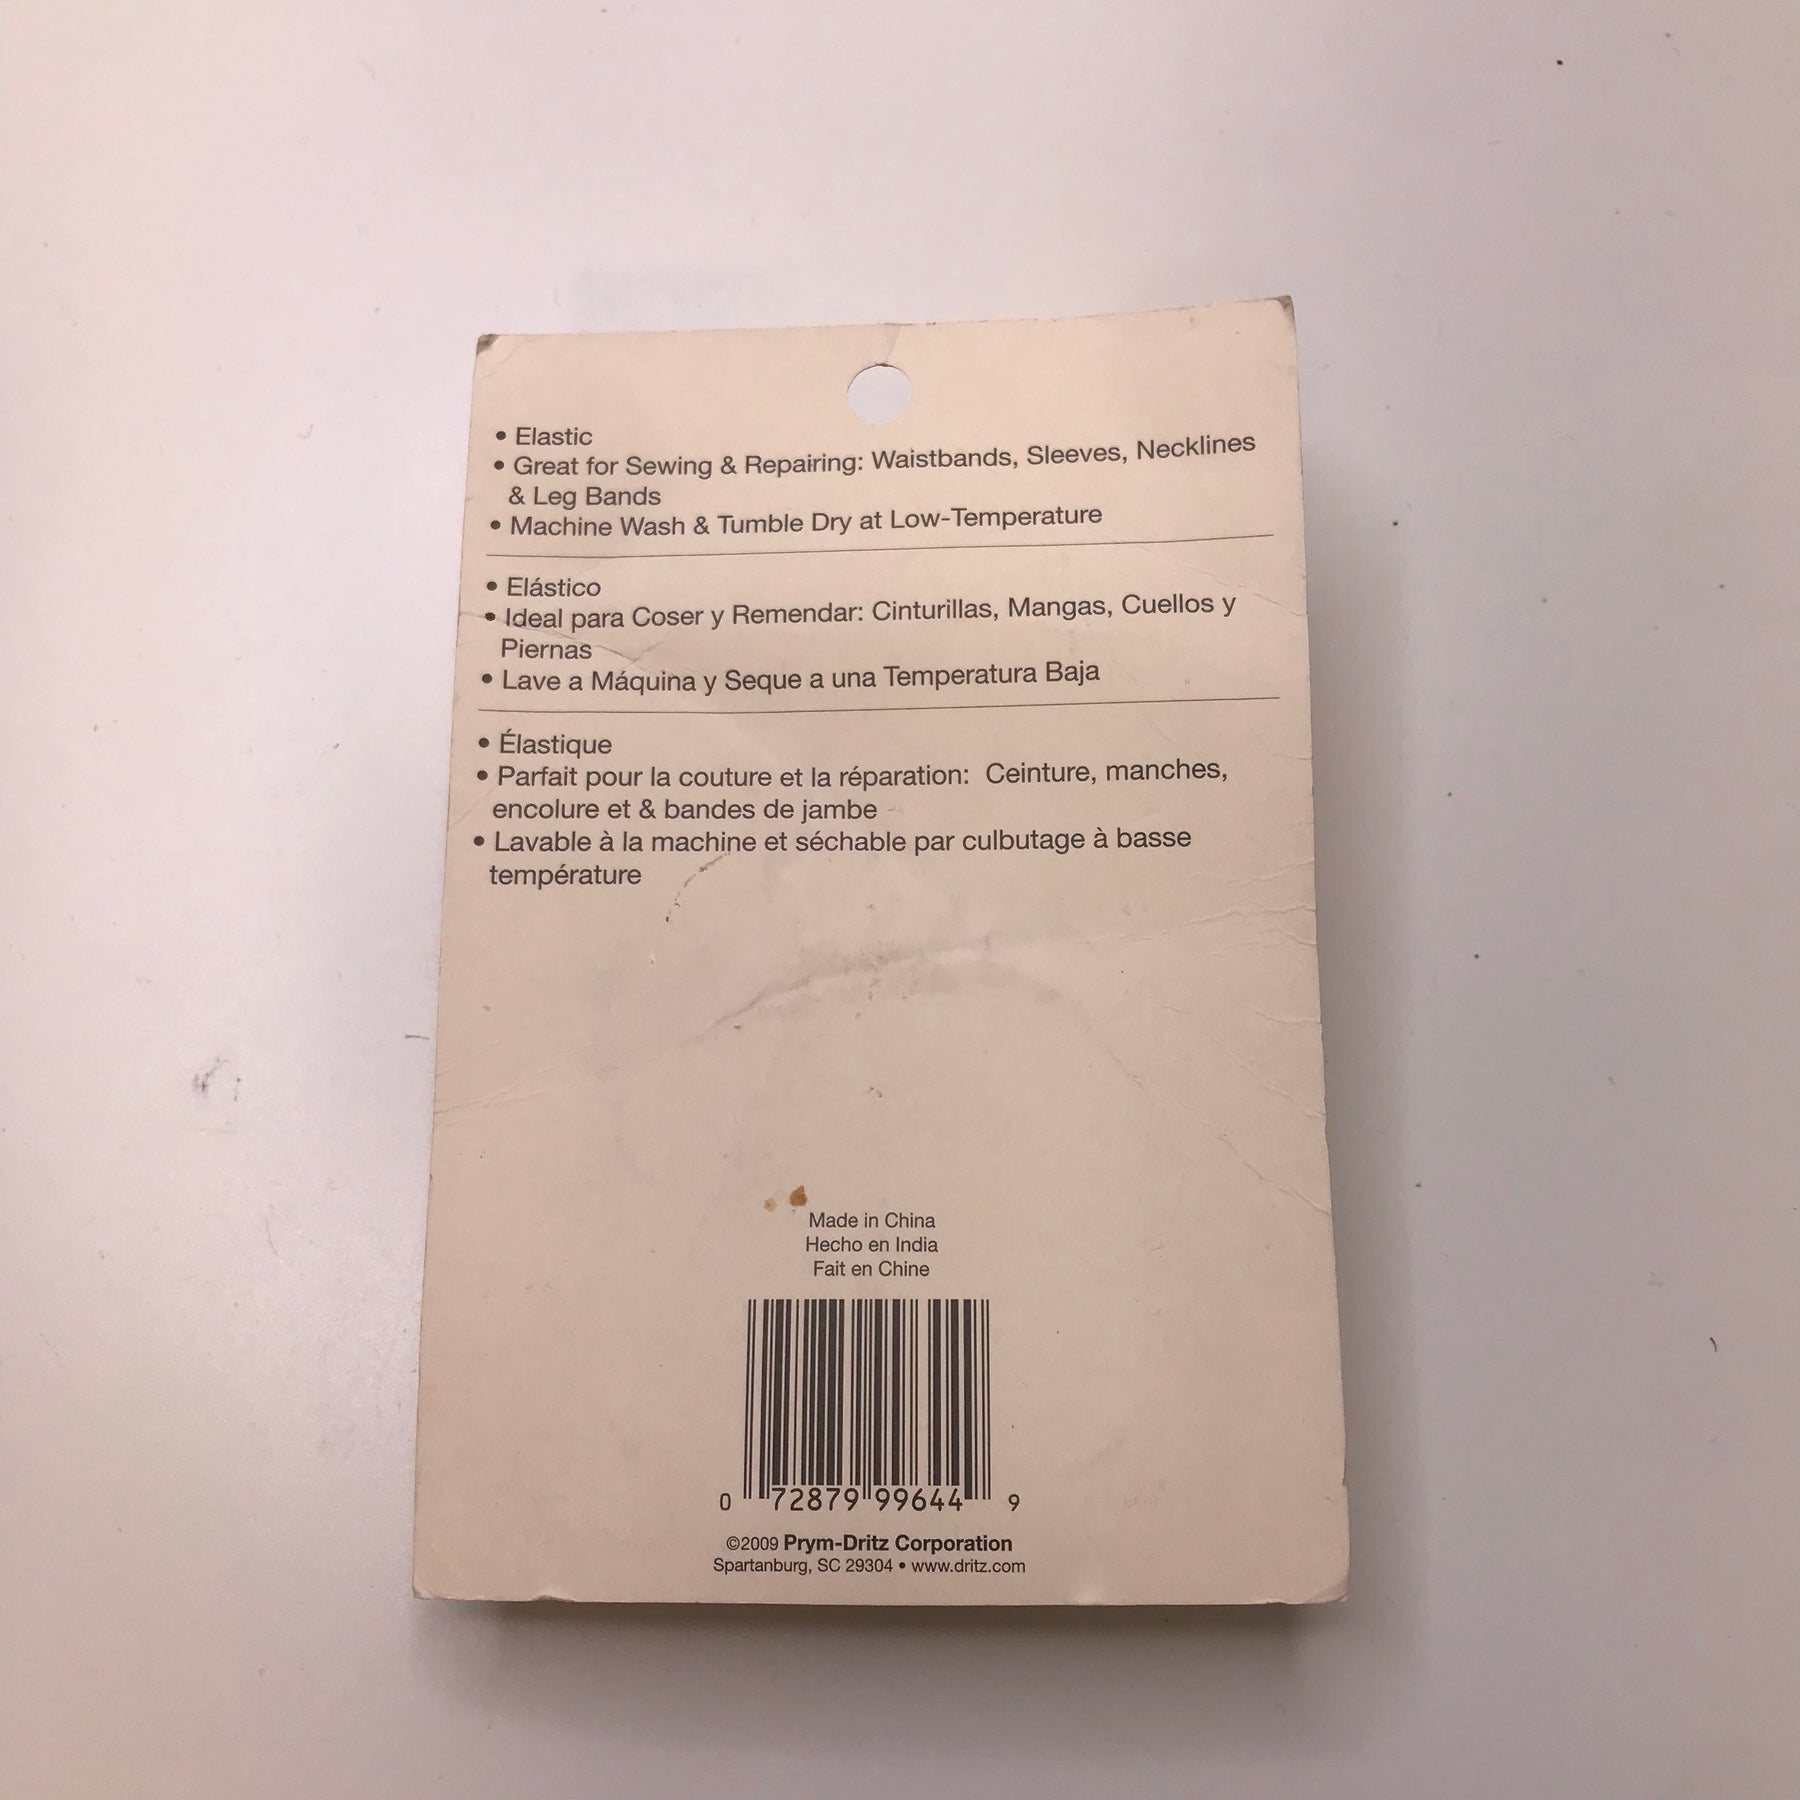 • Elastic
• Great for Sewing & Repairing: Waistbands, Sleeves, Necklines
& Leg Bands
• Machine Wash & Tumble Dry at Low-Temperature
• Elástico
• Ideal para Coser y Remendar: Cinturillas, Mangas, Cuellos y
Piernas
• Lave a Máquina y Seque a una Temperatura Baja
• Élastique
• Parfait pour la couture et la réparation: Ceinture, manches,
encolure et & bandes de jambe
• Lavable à la machine et séchable par culbutage à basse
température
Made in China
Hecho en India
Fait en Chine
0 72879 99644 9
©2009 Prym-Dritz Corporation
Spartanburg, SC 29304 • www.dritz.com